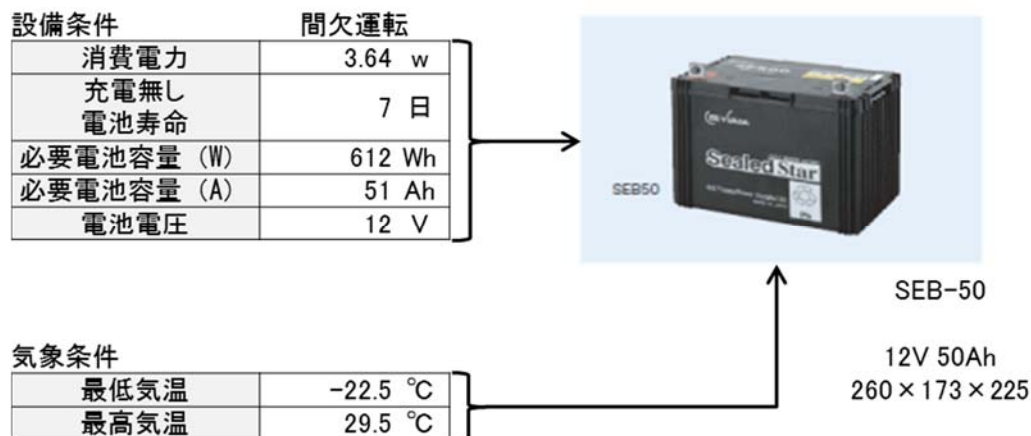 設備条件 間欠運転
消費電力 3.64 w
充電無し
電池寿命
7 日
必要電池容量 (W) 612 Wh
必要電池容量 (A) 51 Ah
電池電圧 12 V
Sealed Star
SEB50
SEB-50
12V 50Ah
260×173×225
気象条件
最低気温 -22.5 ℃
最高気温 29.5 ℃